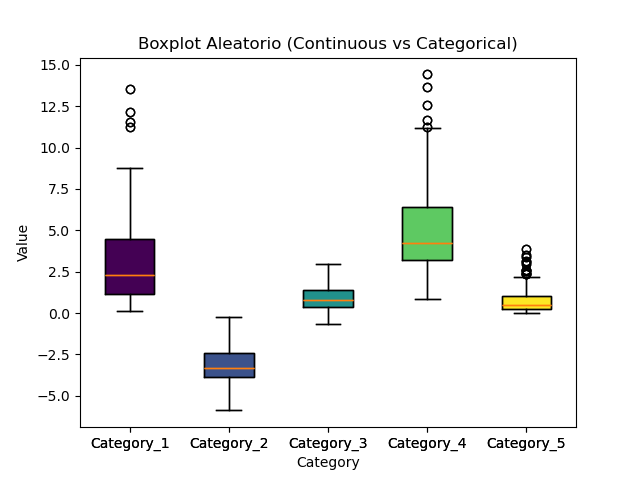 Boxplot Aleatorio (Continuous vs Categorical)
15.0
12.5
10.0
7.5
5.0
2.5
0.0
−2.5
−5.0
Value
Category_1 Category_2 Category_3 Category_4 Category_5
Category